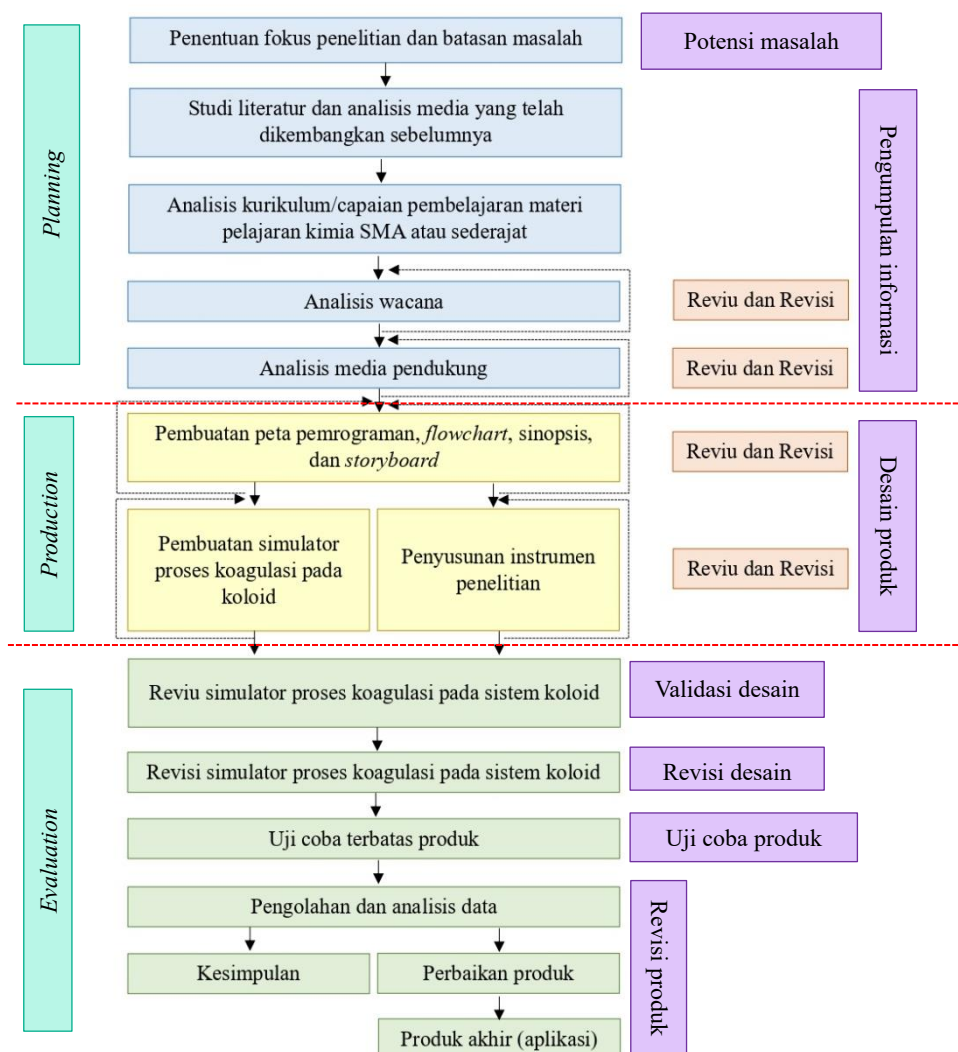 Planning
Penentuan fokus penelitian dan batasan masalah
Potensi masalah
Studi literatur dan analisis media yang telah
dikembangkan sebelumnya
Pengumpulan informasi
Analisis kurikulum/capaian pembelajaran materi
pelajaran kimia SMA atau sederajat
Analisis wacana
Reviu dan Revisi
Analisis media pendukung
Reviu dan Revisi
Production
Pembuatan peta pemrograman, flowchart, sinopsis,
dan storyboard
Reviu dan Revisi
Desain produk
Pembuatan simulator
proses koagulasi pada
koloid
Penyusunan instrumen
penelitian
Reviu dan Revisi
Evaluation
Reviu simulator proses koagulasi pada sistem koloid
Validasi desain
Revisi simulator proses koagulasi pada sistem koloid
Revisi desain
Uji coba terbatas produk
Uji coba produk
Pengolahan dan analisis data
Revisi produk
Kesimpulan
Perbaikan produk
Produk akhir (aplikasi)